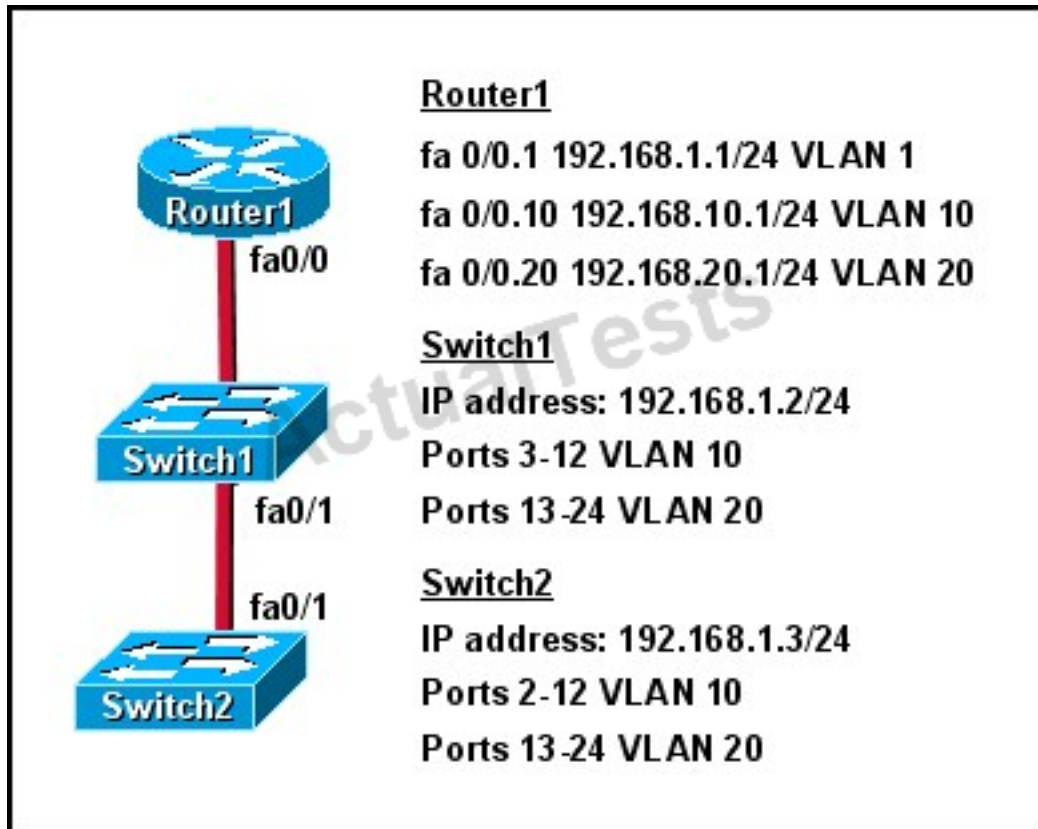 Router1
fa 0/0.1 192.168.1.1/24 VLAN 1
fa 0/0.10 192.168.10.1/24 VLAN 10
fa 0/0.20 192.168.20.1/24 VLAN 20
Router1
fa0/0
Switch1
IP address: 192.168.1.2/24
Ports 3-12 VLAN 10
Ports 13-24 VLAN 20
Switch1
fa0/1
Switch2
IP address: 192.168.1.3/24
Ports 2-12 VLAN 10
Ports 13-24 VLAN 20
fa0/1
Switch2
ActualTests